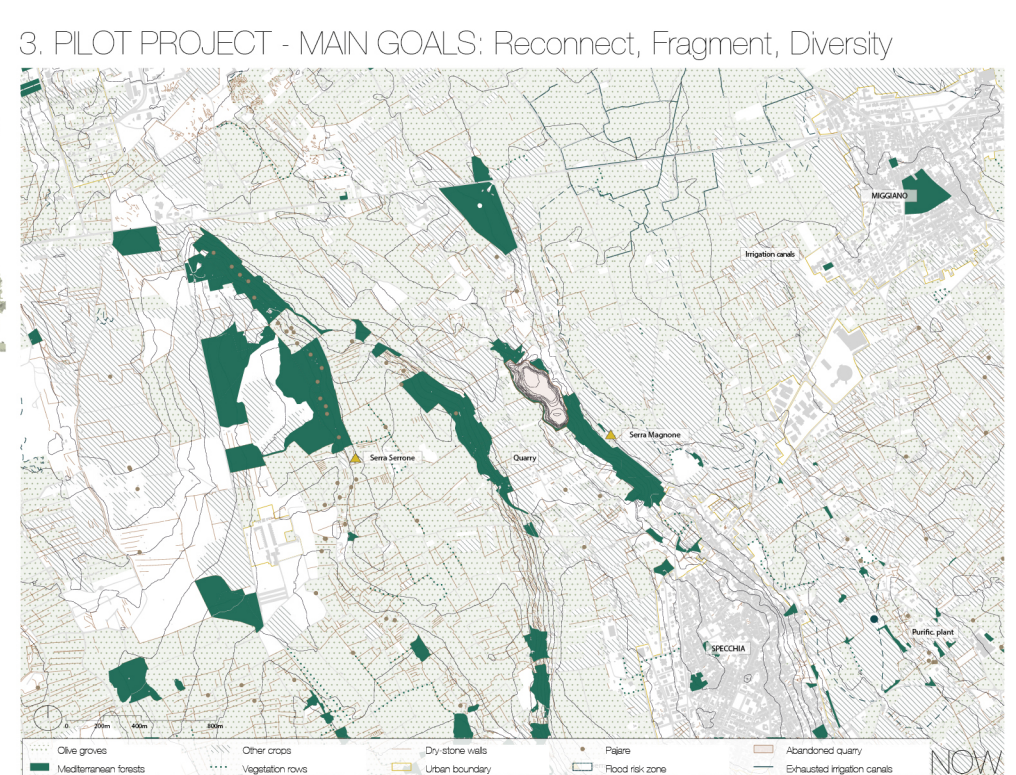 3. PILOT PROJECT - MAIN GOALS: Reconnect, Fragment, Diversity
MIGGIANO
Irrigation canals
Serra Magnone
Serra Serrone
Quarry
Purific. plant
SPECCHIA
0 200m 400m 800m
Olive groves
Other crops
Dry-stone walls
Pajare
Abandoned quarry
Mediterranean forests
Vegetation rows
Urban boundary
Flood risk zone
Exhausted irrigation canals
NOW